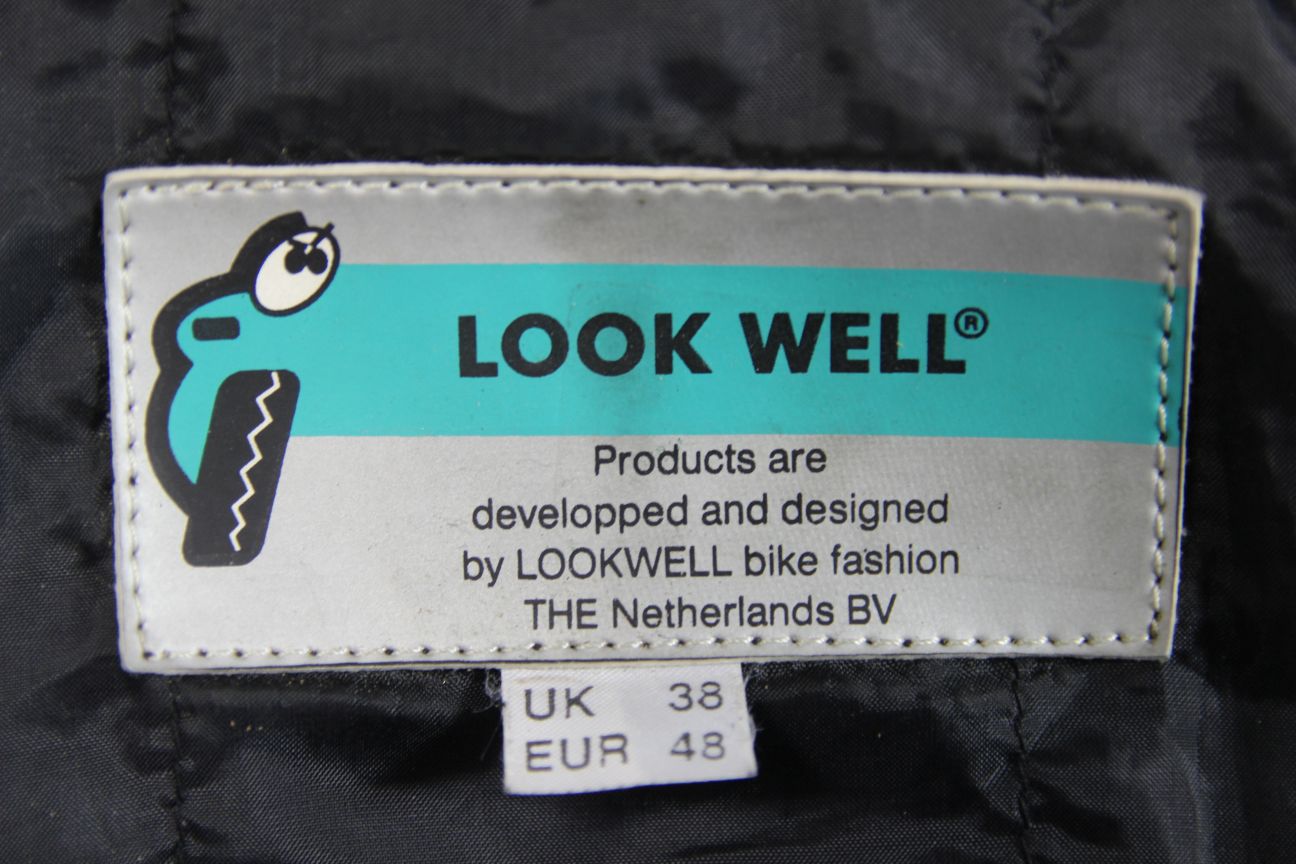 LOOK WELL®
Products are
developped and designed
by LOOKWELL bike fashion
THE Netherlands BV
UK 38
EUR 48